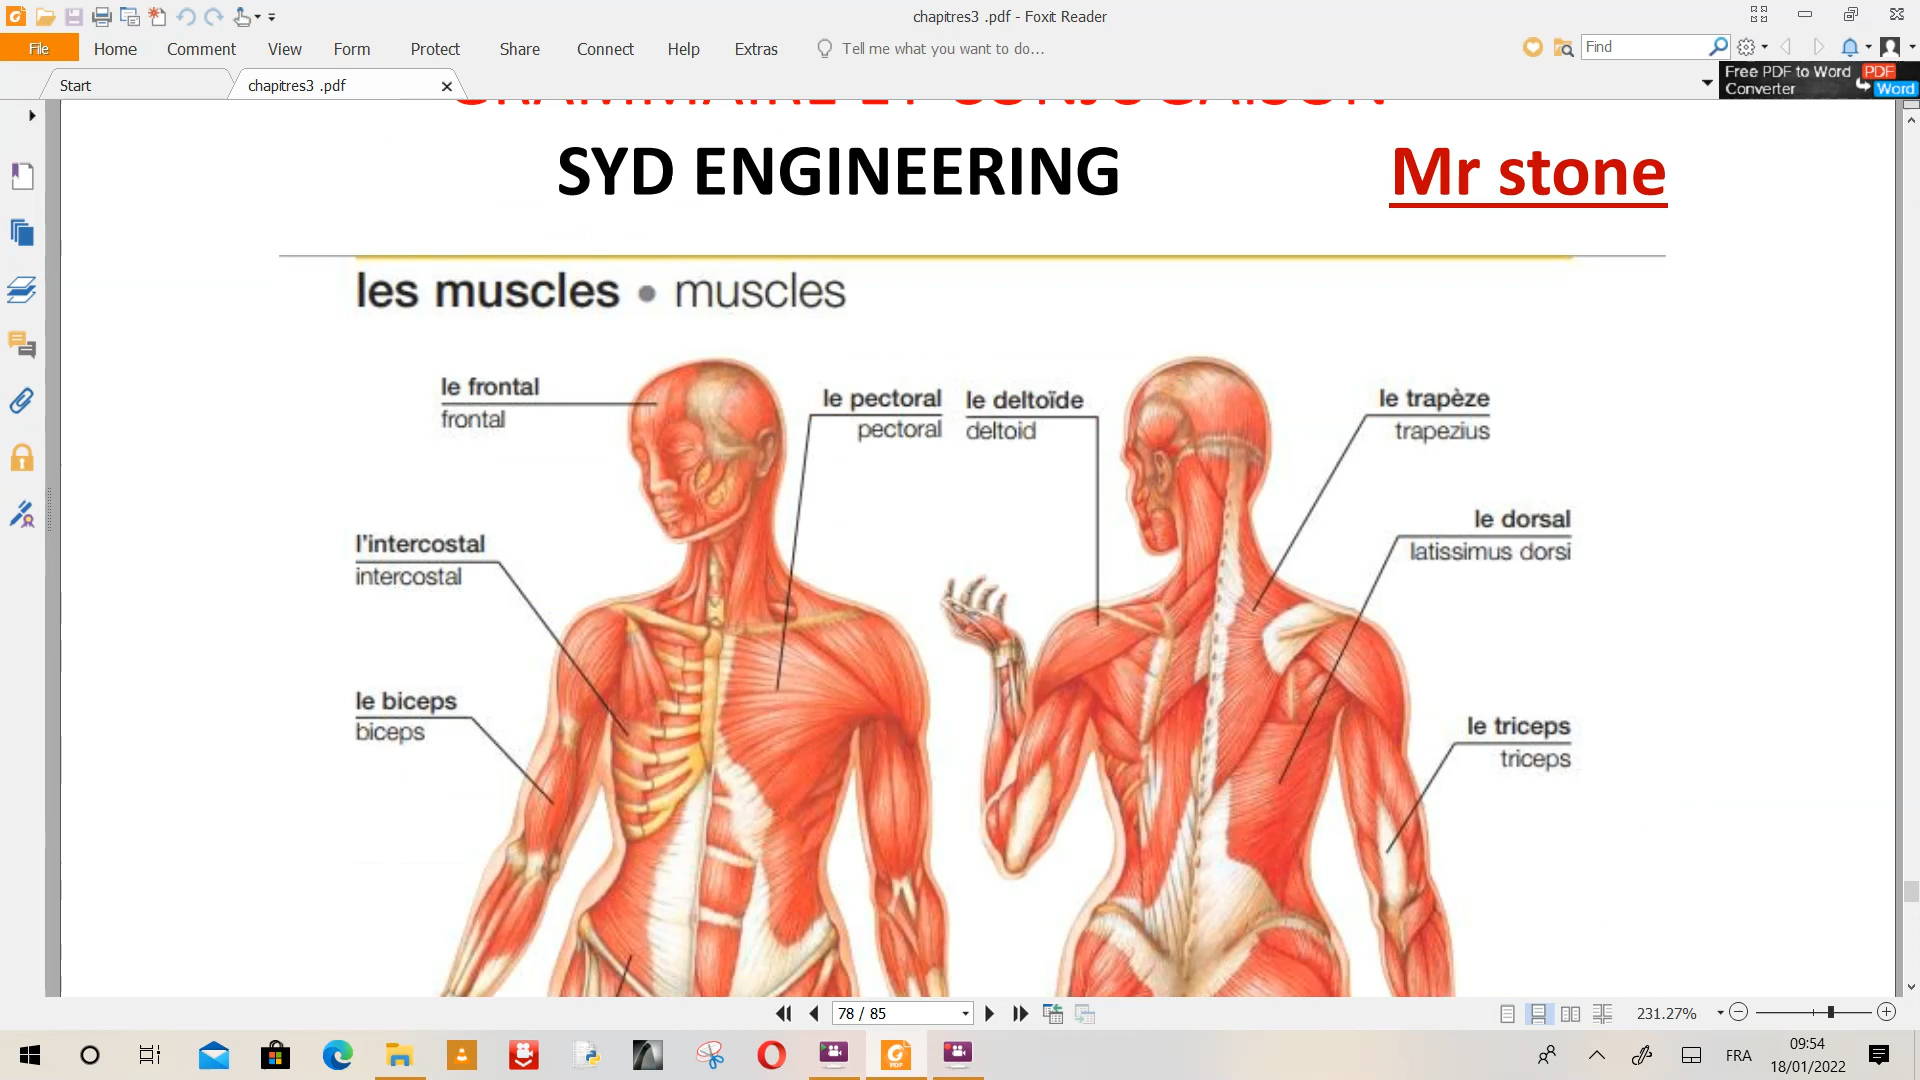 chapitres3 .pdf - Foxit Reader
File Home Comment View Form Protect Share Connect Help Extras Tell me what you want to do... Find
Start chapitres3 .pdf
Free PDF to Word Converter PDF Word
GRAMMAIRE ET CONJUGAISON
SYD ENGINEERING Mr stone
les muscles • muscles
le frontal
frontal
le pectoral
pectoral
le deltoïde
deltoid
le trapèze
trapezius
le dorsal
latissimus dorsi
l'intercostal
intercostal
le biceps
biceps
le triceps
triceps
78 / 85
231.27%
FRA
09:54
18/01/2022